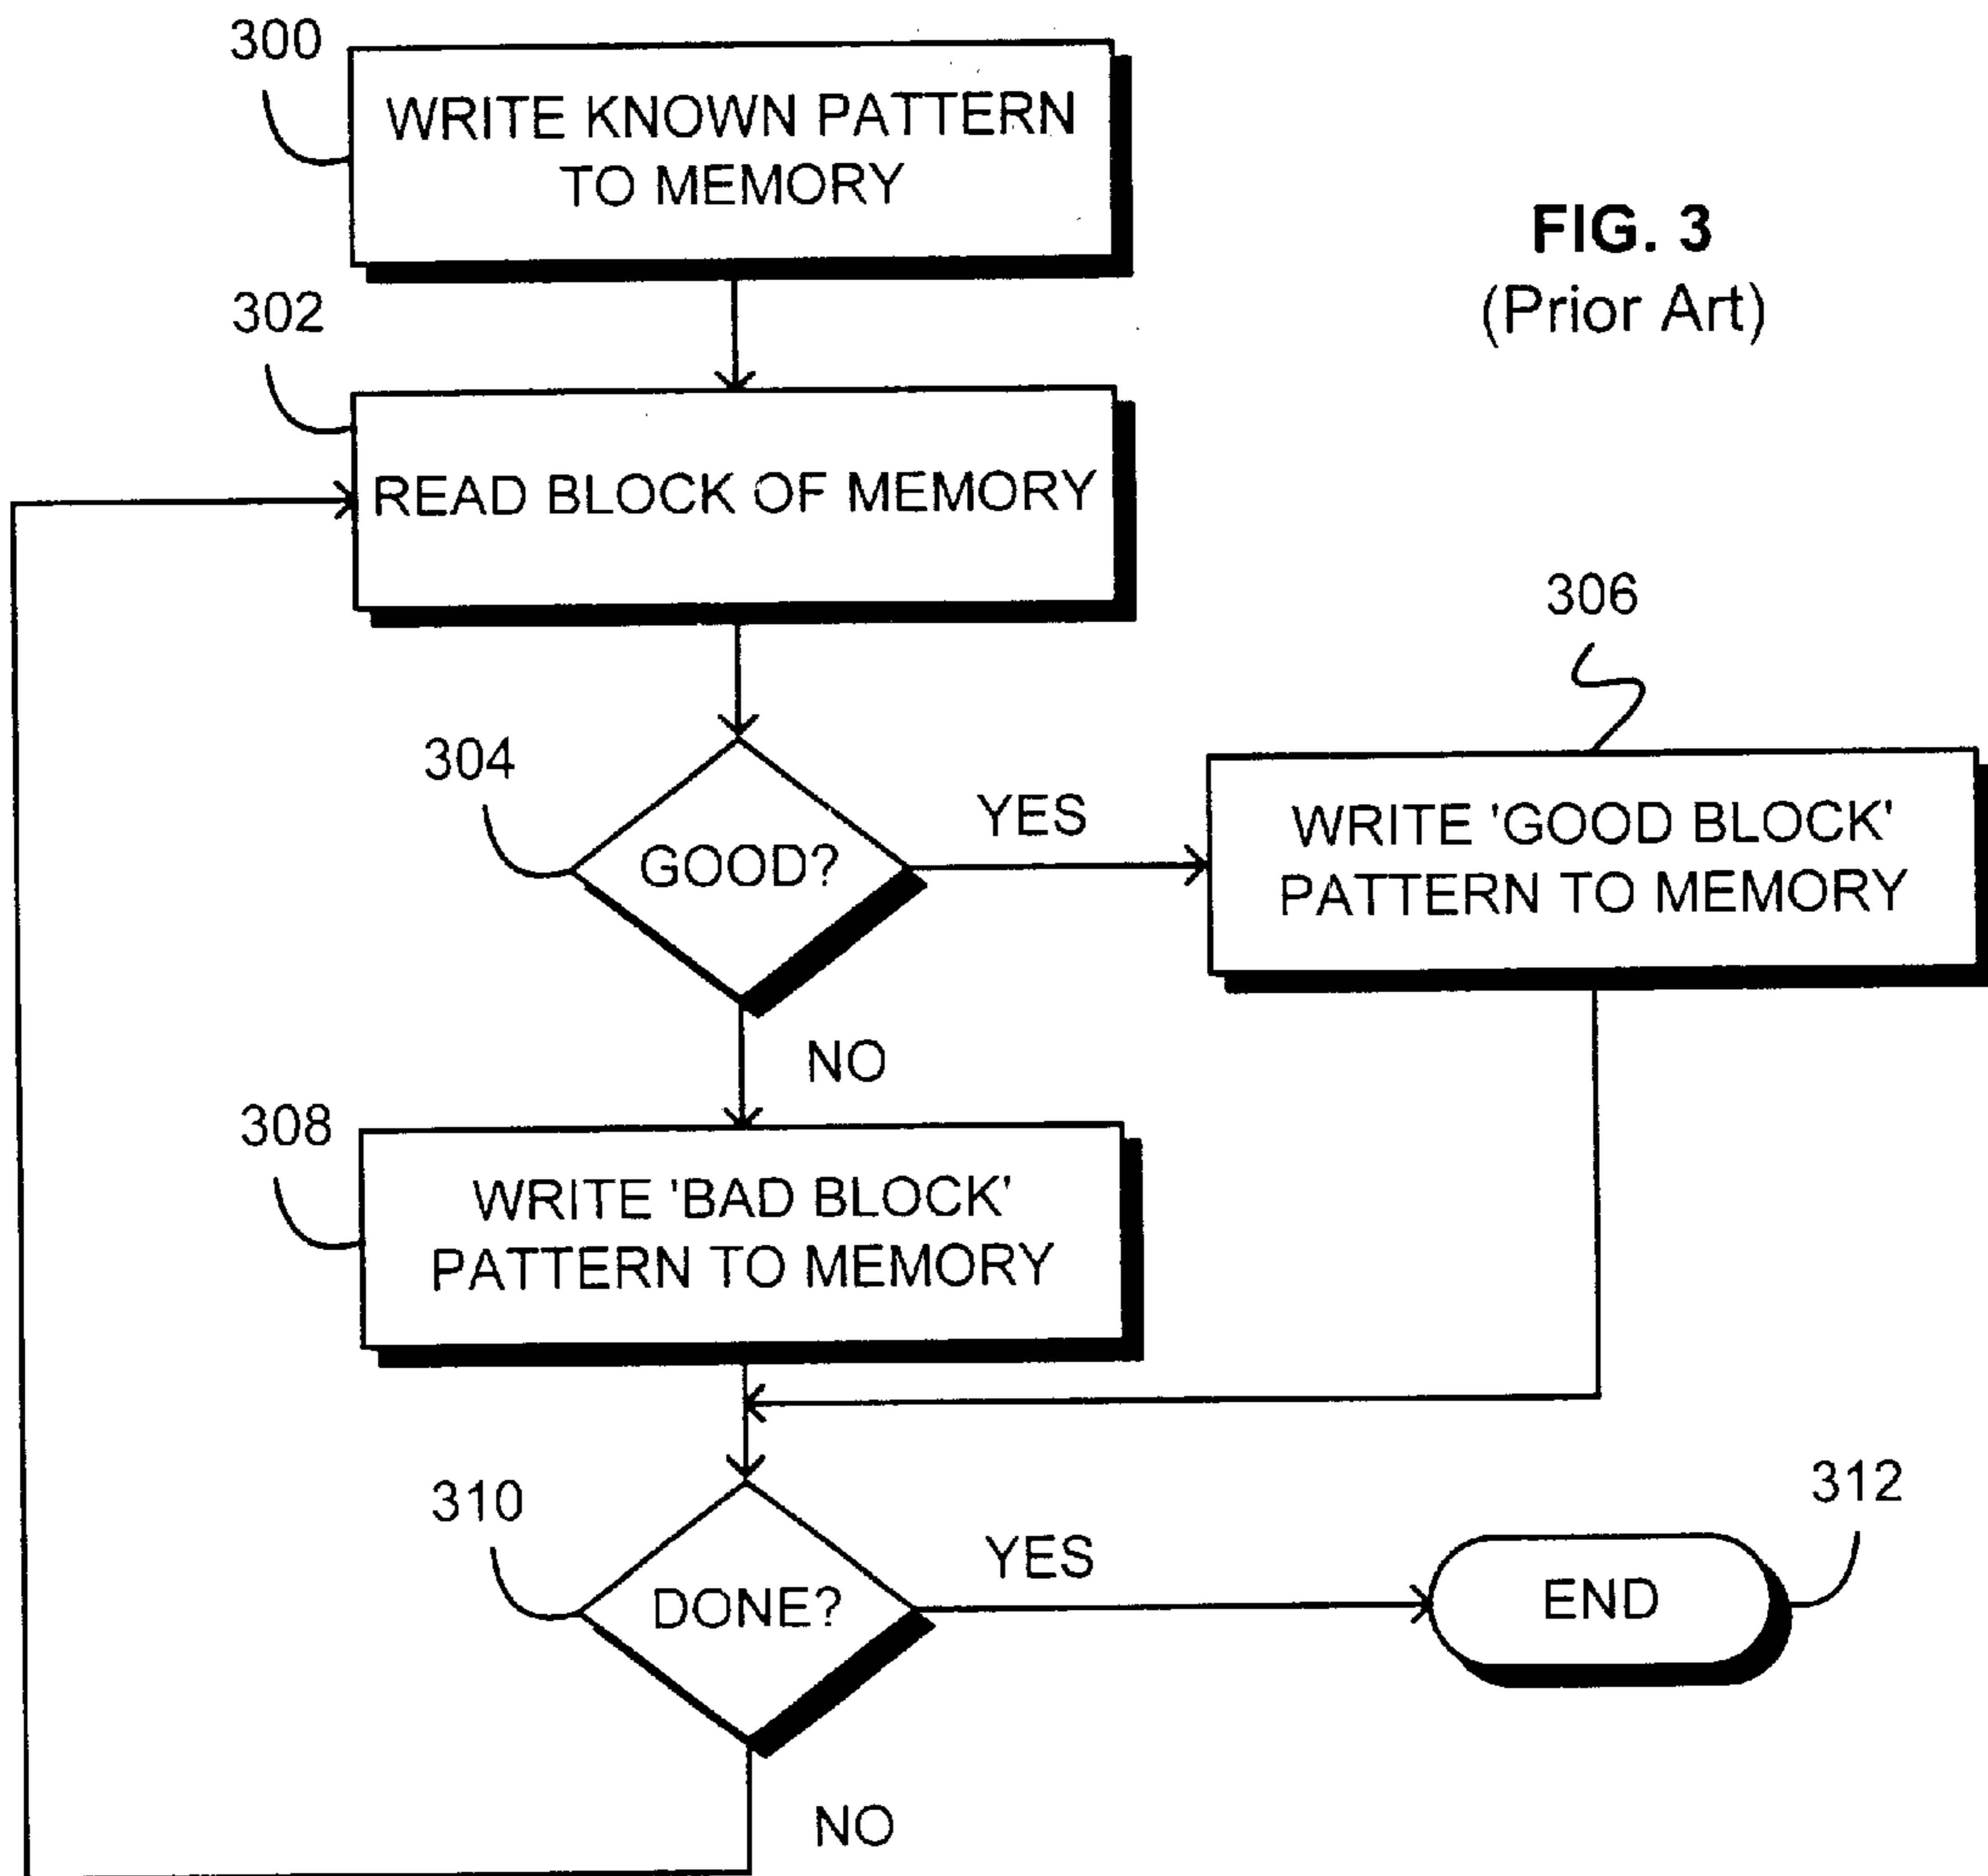 300
WRITE KNOWN PATTERN
TO MEMORY
FIG. 3
(Prior Art)
302
READ BLOCK OF MEMORY
306
304
GOOD?
YES
WRITE 'GOOD BLOCK'
PATTERN TO MEMORY
NO
308
WRITE 'BAD BLOCK'
PATTERN TO MEMORY
310
DONE?
YES
312
END
NO